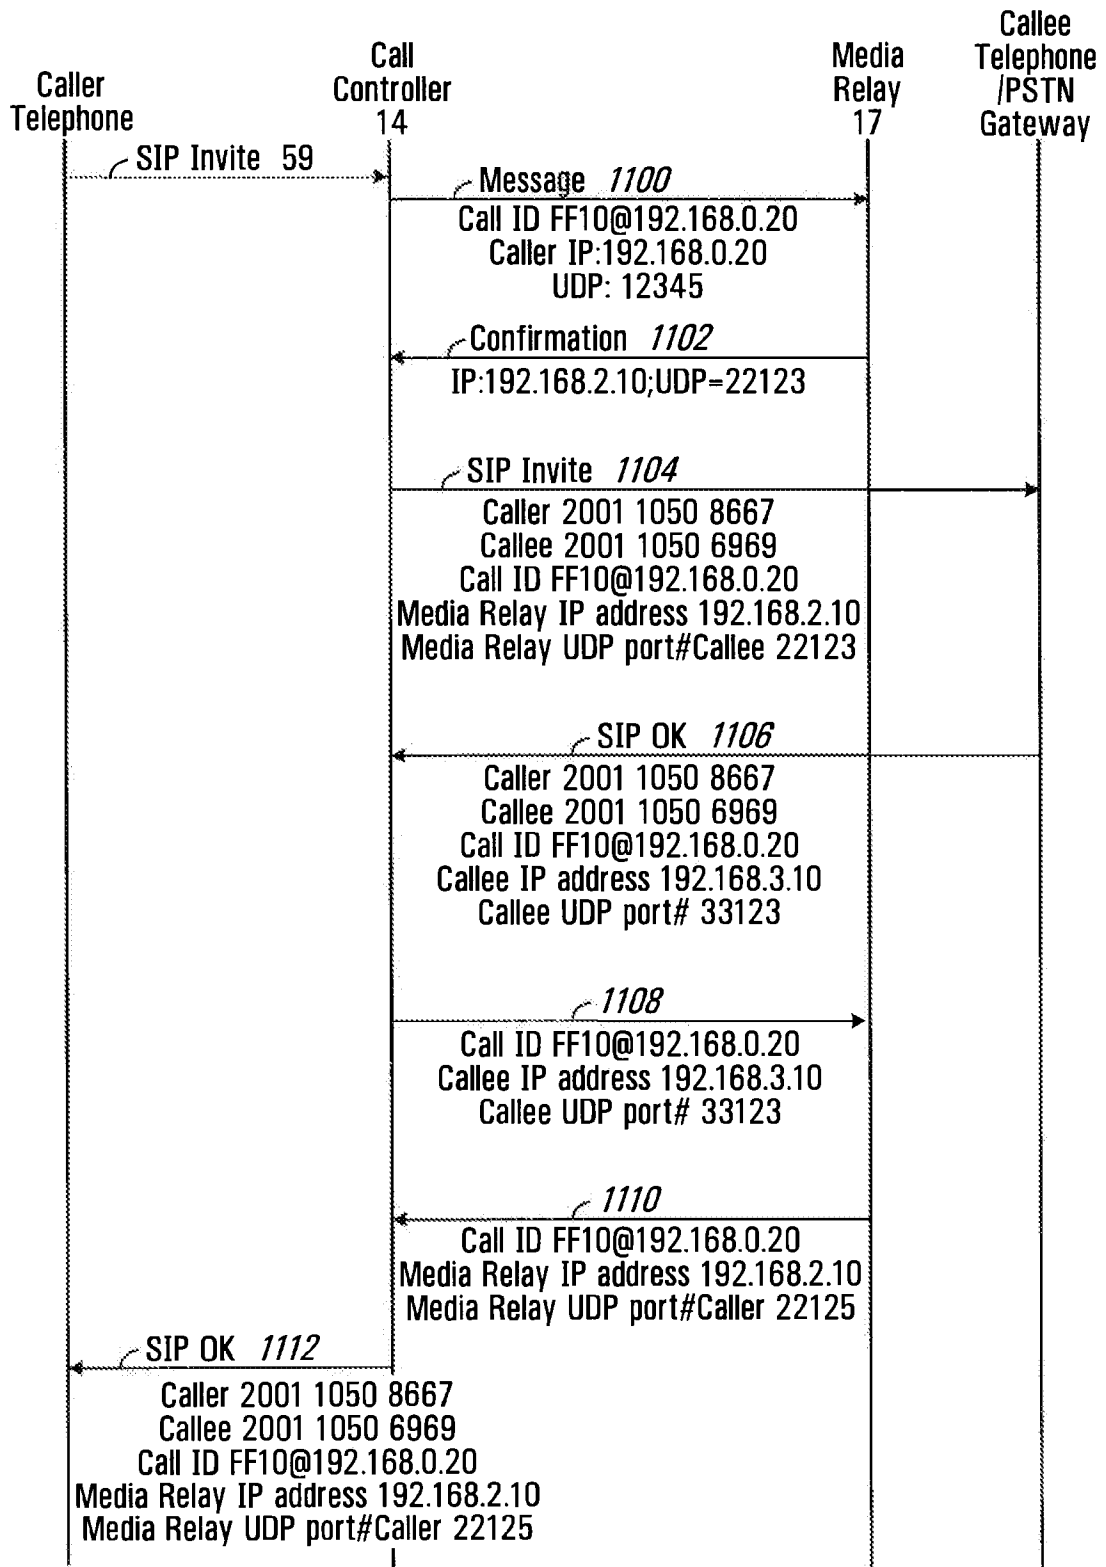 Caller
Telephone
Call
Controller
14
Media
Relay
17
Callee
Telephone
/PSTN
Gateway
SIP Invite 59
Message 1100
Call ID FF10@192.168.0.20
Caller IP:192.168.0.20
UDP: 12345
Confirmation 1102
IP:192.168.2.10;UDP=22123
SIP Invite 1104
Caller 2001 1050 8667
Callee 2001 1050 6969
Call ID FF10@192.168.0.20
Media Relay IP address 192.168.2.10
Media Relay UDP port#Callee 22123
SIP OK 1106
Caller 2001 1050 8667
Callee 2001 1050 6969
Call ID FF10@192.168.0.20
Callee IP address 192.168.3.10
Callee UDP port# 33123
1108
Call ID FF10@192.168.0.20
Callee IP address 192.168.3.10
Callee UDP port# 33123
1110
Call ID FF10@192.168.0.20
Media Relay IP address 192.168.2.10
Media Relay UDP port#Caller 22125
SIP OK 1112
Caller 2001 1050 8667
Callee 2001 1050 6969
Call ID FF10@192.168.0.20
Media Relay IP address 192.168.2.10
Media Relay UDP port#Caller 22125